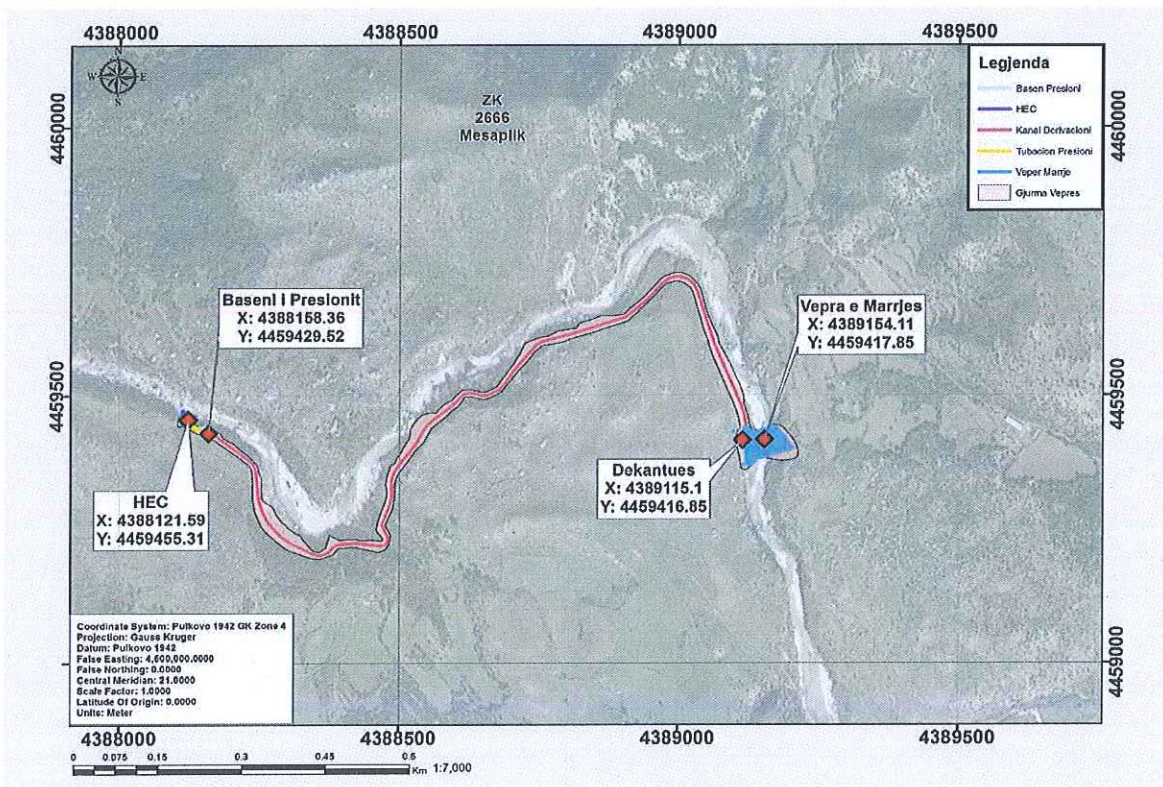 4388000 4388500 4389000 4389500
N
W E
S
Legjenda
Basen Presioni
HEC
Kanal Derivacioni
Tubacion Presioni
Veper Marrje
Gjurma Vepres
ZK
2666
Mesaplik
4460000
4460000
Baseni i Presionit
X: 4388158.36
Y: 4459429.52
Vepra e Marrjes
X: 4389154.11
Y: 4459417.85
4459500
4459500
HEC
X: 4388121.59
Y: 4459455.31
Dekantues
X: 4389115.1
Y: 4459416.85
Coordinate System: Pulkovo 1942 GK Zone 4
Projection: Gauss Kruger
Datum: Pulkovo 1942
False Easting: 4,500,000.0000
False Northing: 0.0000
Central Meridian: 21.0000
Scale Factor: 1.0000
Latitude Of Origin: 0.0000
Units: Meter
4459000
4388000 4388500 4389000 4389500
0 0.075 0.15 0.3 0.45 0.6
Km 1:7,000